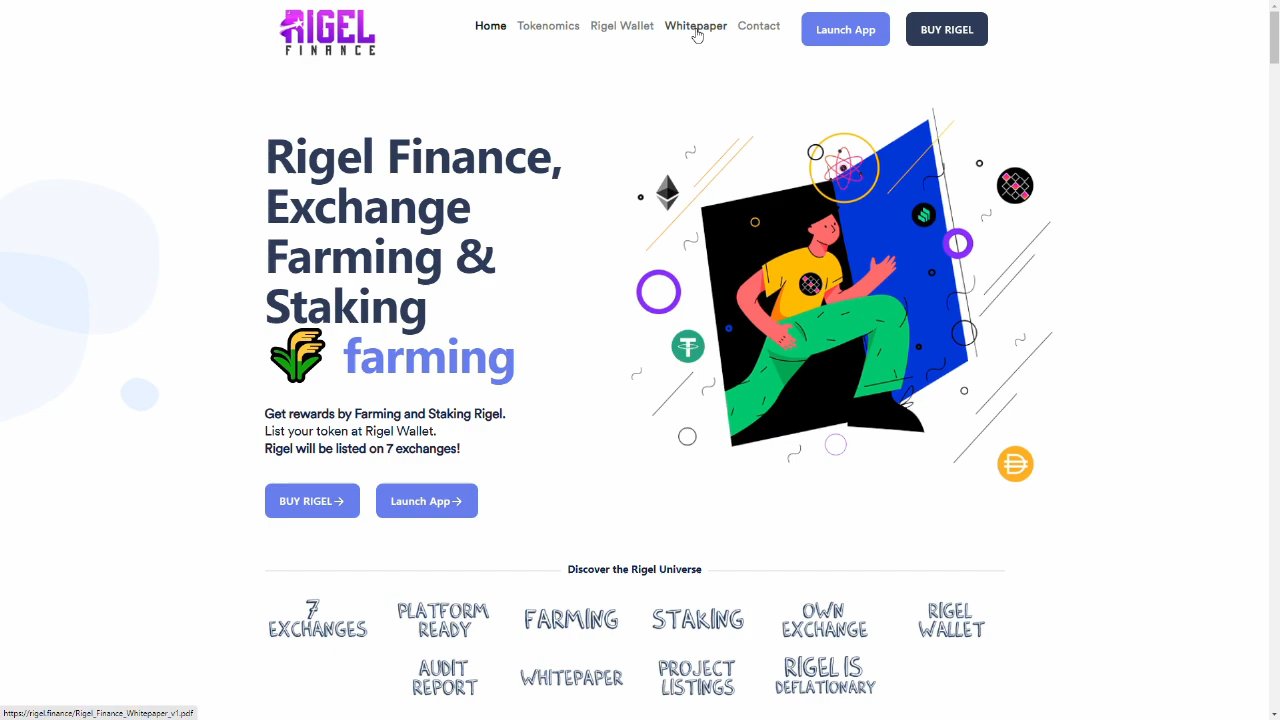 RIGEL
FINANCE
Home Tokenomics Rigel Wallet Whitepaper Contact Launch App BUY RIGEL
Rigel Finance,
Exchange
Farming &
Staking
farming
Get rewards by Farming and Staking Rigel.
List your token at Rigel Wallet.
Rigel will be listed on 7 exchanges!
BUY RIGEL→ Launch App→
Discover the Rigel Universe
7
EXCHANGES
PLATFORM
READY
FARMING
STAKING
OWN
EXCHANGE
RIGEL
WALLET
AUDIT
REPORT
WHITEPAPER
PROJECT
LISTINGS
RIGEL IS
DEFLATIONARY
https://rigel.finance/Rigel_Finance_Whitepaper_v1.pdf